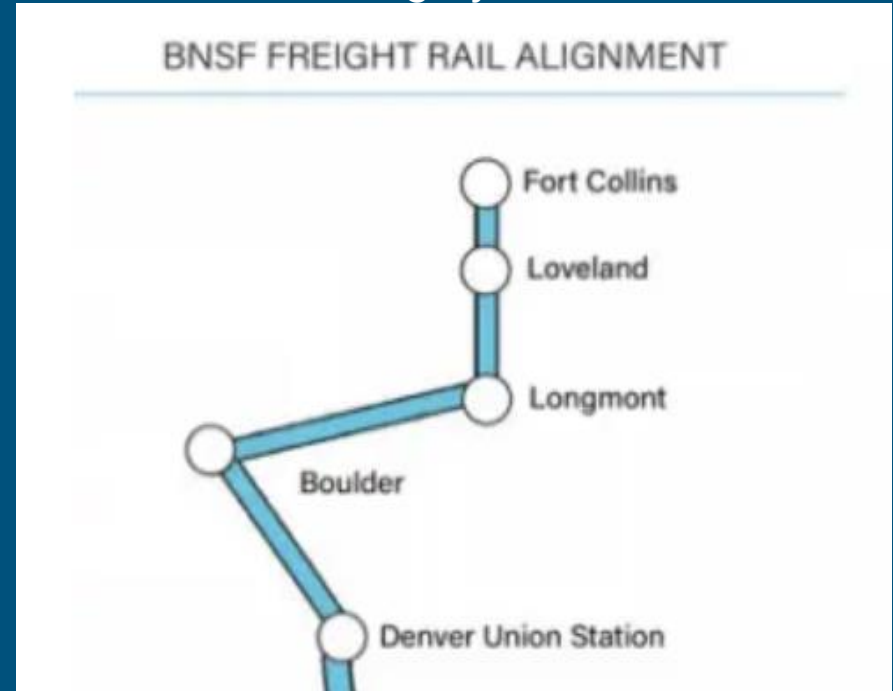 BNSF FREIGHT RAIL ALIGNMENT
Fort Collins
Loveland
Longmont
Boulder
Denver Union Station